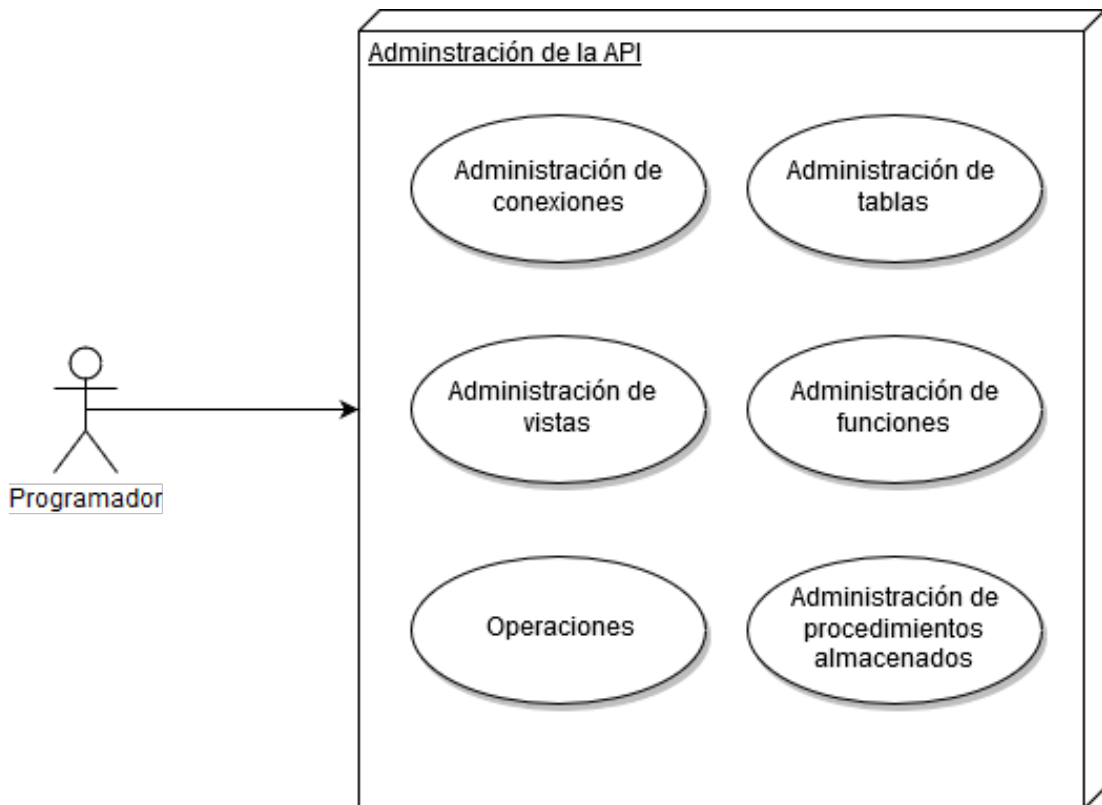 Adminstración de la API
Administración de
conexiones
Administración de
tablas
Administración de
vistas
Administración de
funciones
Programador
Operaciones
Administración de
procedimientos
almacenados